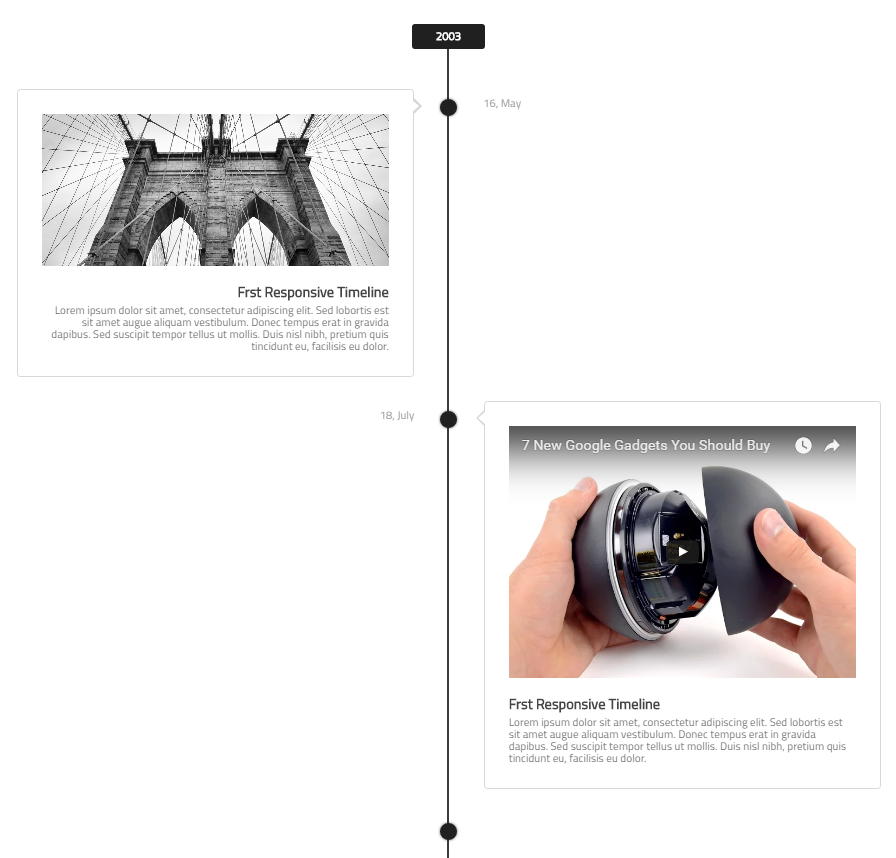 2003
16, May
Frst Responsive Timeline
Lorem ipsum dolor sit amet, consectetur adipiscing elit. Sed lobortis est
sit amet augue aliquam vestibulum. Donec tempus erat in gravida
dapibus. Sed suscipit tempor tellus ut mollis. Duis nisl nibh, pretium quis
tincidunt eu, facilisis eu dolor.
18, July
7 New Google Gadgets You Should Buy
Frst Responsive Timeline
Lorem ipsum dolor sit amet, consectetur adipiscing elit. Sed lobortis est
sit amet augue aliquam vestibulum. Donec tempus erat in gravida
dapibus. Sed suscipit tempor tellus ut mollis. Duis nisl nibh, pretium quis
tincidunt eu, facilisis eu dolor.